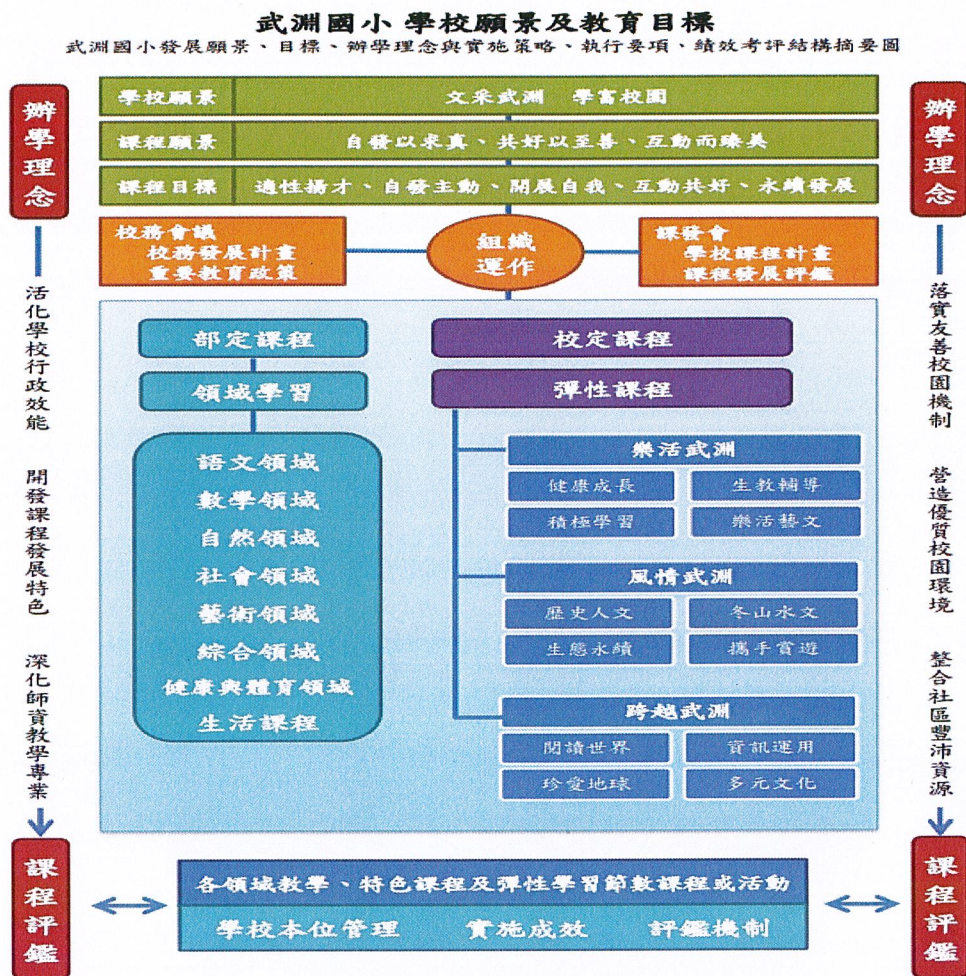 武淵國小 學校願景及教育目標
武淵國小發展願景、目標、辦學理念與實施策略、執行要項、績效考評結構摘要圖
辦學理念
學校願景 文采武淵 學富校園
課程願景 自發以求真、共好以至善、互動而臻美
課程目標 適性揚才、自發主動、開展自我、互動共好、永續發展
辦學理念
校務會議
校務發展計畫
重要教育政策
組織
運作
課發會
學校課程計畫
課程發展評鑑
活化學校行政效能
開發課程發展特色
深化師資教學專業
部定課程
領域學習
語文領域
數學領域
自然領域
社會領域
藝術領域
綜合領域
健康與體育領域
生活課程
校定課程
彈性課程
樂活武淵
健康成長 生教輔導
積極學習 樂活藝文
風情武淵
歷史人文 冬山水文
生態永續 攜手賞遊
跨越武淵
閱讀世界 資訊運用
珍愛地球 多元文化
落實友善校園機制
營造優質校園環境
整合社區豐沛資源
課程評鑑
各領域教學、特色課程及彈性學習節數課程或活動
學校本位管理 實施成效 評鑑機制
課程評鑑